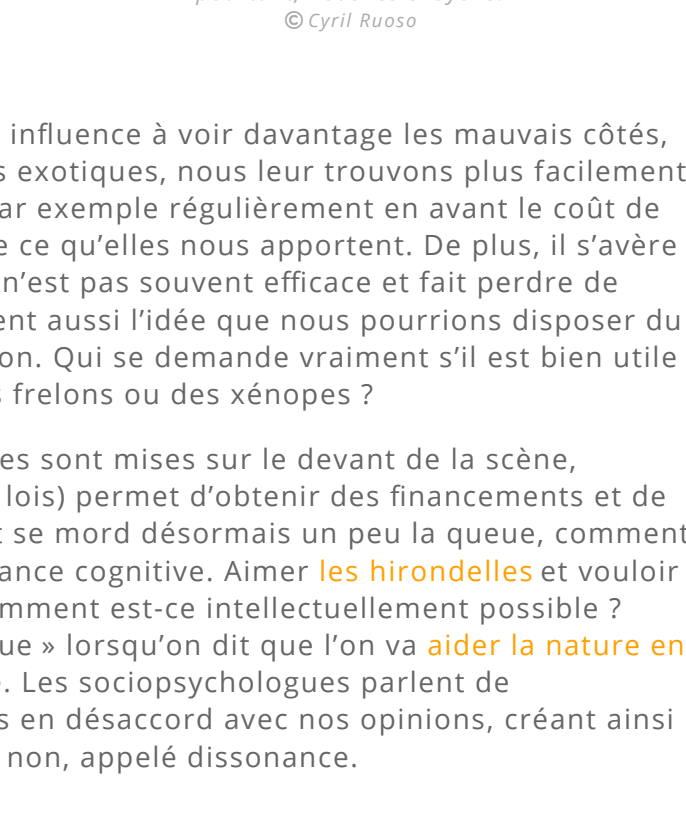 © Cyril Ruoso
influence à voir davantage les mauvais côtés,
s exotiques, nous leur trouvons plus facilement
ar exemple régulièrement en avant le coût de
e ce qu’elles nous apportent. De plus, il s’avère
n’est pas souvent efficace et fait perdre de
ent aussi l’idée que nous pourrions disposer du
on. Qui se demande vraiment s’il est bien utile
s frelons ou des xénopes ?
es sont mises sur le devant de la scène,
lois) permet d’obtenir des financements et de
t se mord désormais un peu la queue, comment
ance cognitive. Aimer les hirondelles et vouloir
mment est-ce intellectuellement possible ?
ue » lorsqu’on dit que l’on va aider la nature en
. Les sociopsychologues parlent de
s en désaccord avec nos opinions, créant ainsi
non, appelé dissonance.